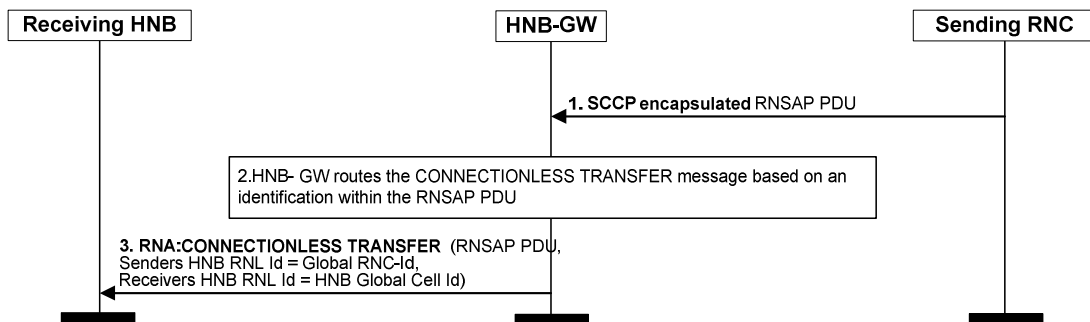 Receiving HNB
HNB-GW
Sending RNC
1. SCCP encapsulated RNSAP PDU
2.HNB- GW routes the CONNECTIONLESS TRANSFER message based on an
identification within the RNSAP PDU
3. RNA:CONNECTIONLESS TRANSFER (RNSAP PDU,
Senders HNB RNL Id = Global RNC-Id,
Receivers HNB RNL Id = HNB Global Cell Id)